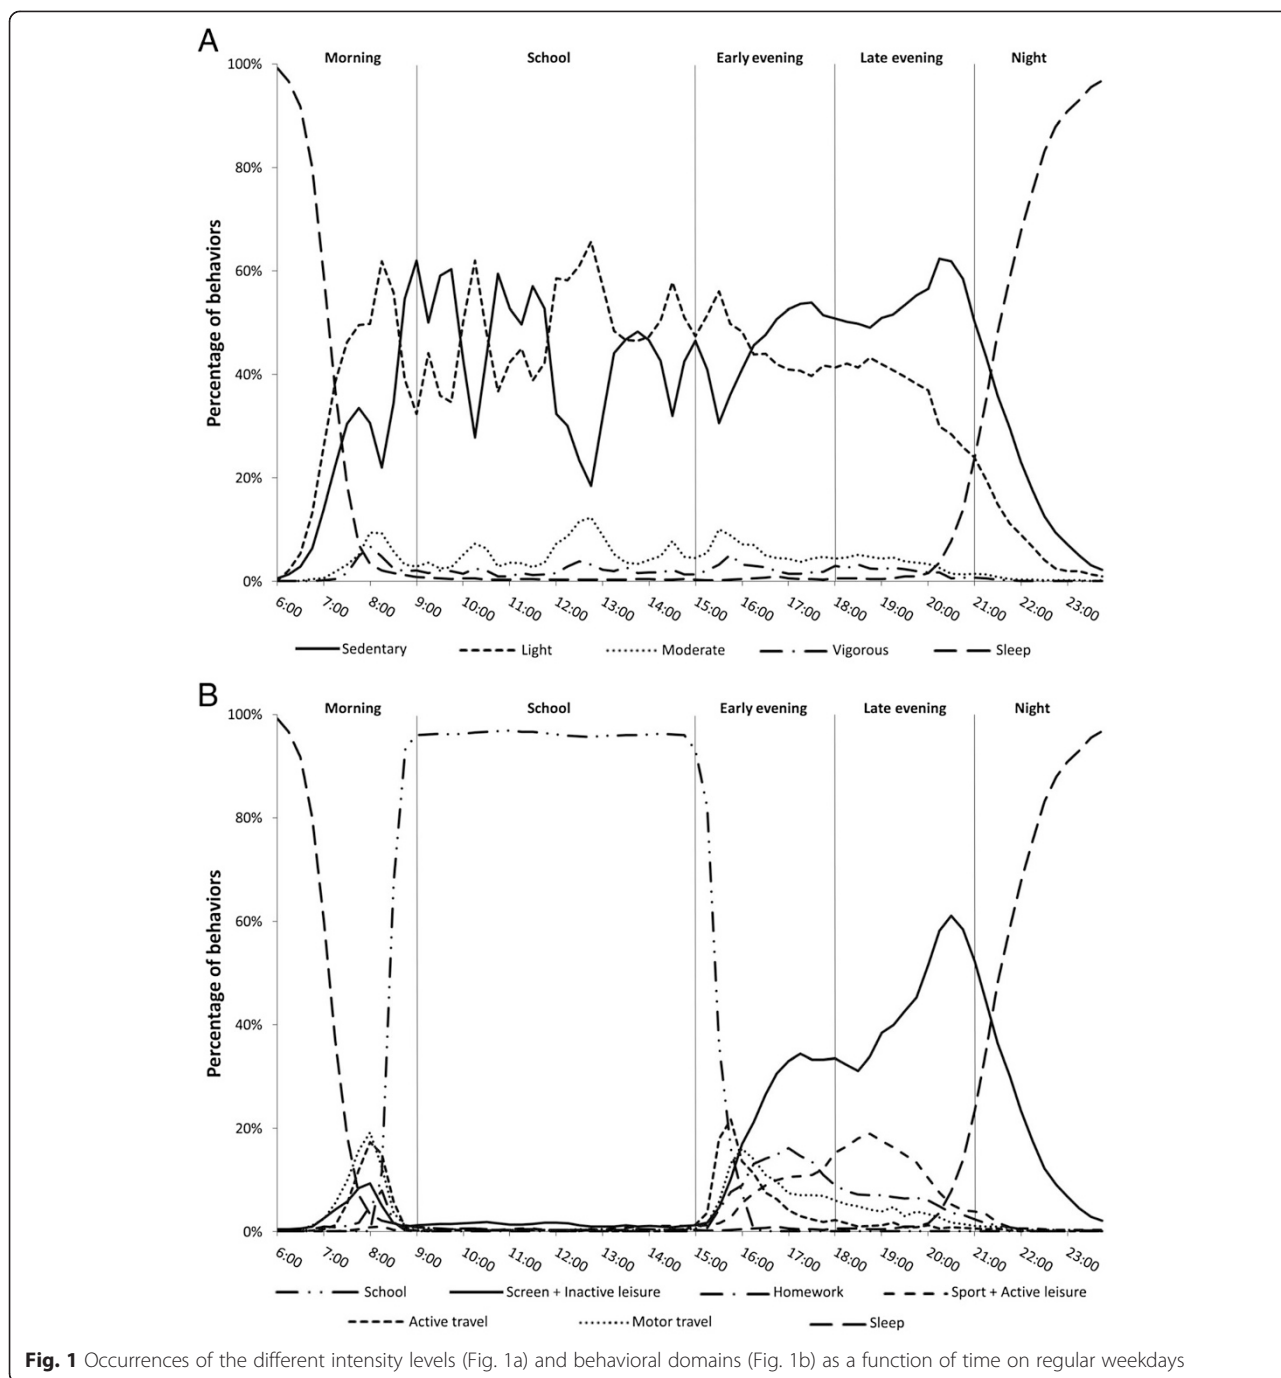 A
Morning School Early evening Late evening Night
100%
80%
60%
40%
20%
0%
Percentage of behaviors
6:00 7:00 8:00 9:00 10:00 11:00 12:00 13:00 14:00 15:00 16:00 17:00 18:00 19:00 20:00 21:00 22:00 23:00
Sedentary Light Moderate Vigorous Sleep
B
Morning School Early evening Late evening Night
100%
80%
60%
40%
20%
0%
Percentage of behaviors
6:00 7:00 8:00 9:00 10:00 11:00 12:00 13:00 14:00 15:00 16:00 17:00 18:00 19:00 20:00 21:00 22:00 23:00
School Screen + Inactive leisure Homework Sport + Active leisure
Active travel Motor travel Sleep
Fig. 1 Occurrences of the different intensity levels (Fig. 1a) and behavioral domains (Fig. 1b) as a function of time on regular weekdays